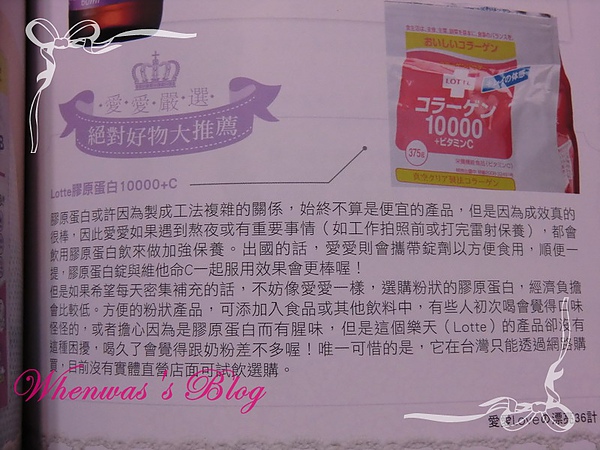 50ml
愛‧愛‧嚴‧選
絕對好物大推薦
おいしいコラーゲン
LOTTE
コラーゲン
10000
+ビタミンC
375g
Lotte膠原蛋白10000+C
膠原蛋白或許因為製成工法複雜的關係，始終不算是便宜的產品，但是因為成效真的
很棒，因此愛愛如果遇到熬夜或有重要事情（如工作拍照前或打完雷射保養），都會
飲用膠原蛋白飲來做加強保養。出國的話，愛愛則會攜帶錠劑以方便食用，順便一
提，膠原蛋白錠與維他命C一起服用效果會更棒喔！
但是如果希望每天密集補充的話，不妨像愛愛一樣，選購粉狀的膠原蛋白，經濟負擔
會比較低。方便的粉狀產品，可添加入食品或其他飲料中，有些人初次喝會覺得口味
怪怪的，或者擔心因為是膠原蛋白而有腥味，但是這個樂天（Lotte）的產品卻沒有
這種困擾，喝久了會覺得跟奶粉差不多喔！唯一可惜的是，它在台灣只能透過網路購
買，目前沒有實體直營店面可試飲選購。
Whenwas's Blog
愛愛Loveの漂亮36計